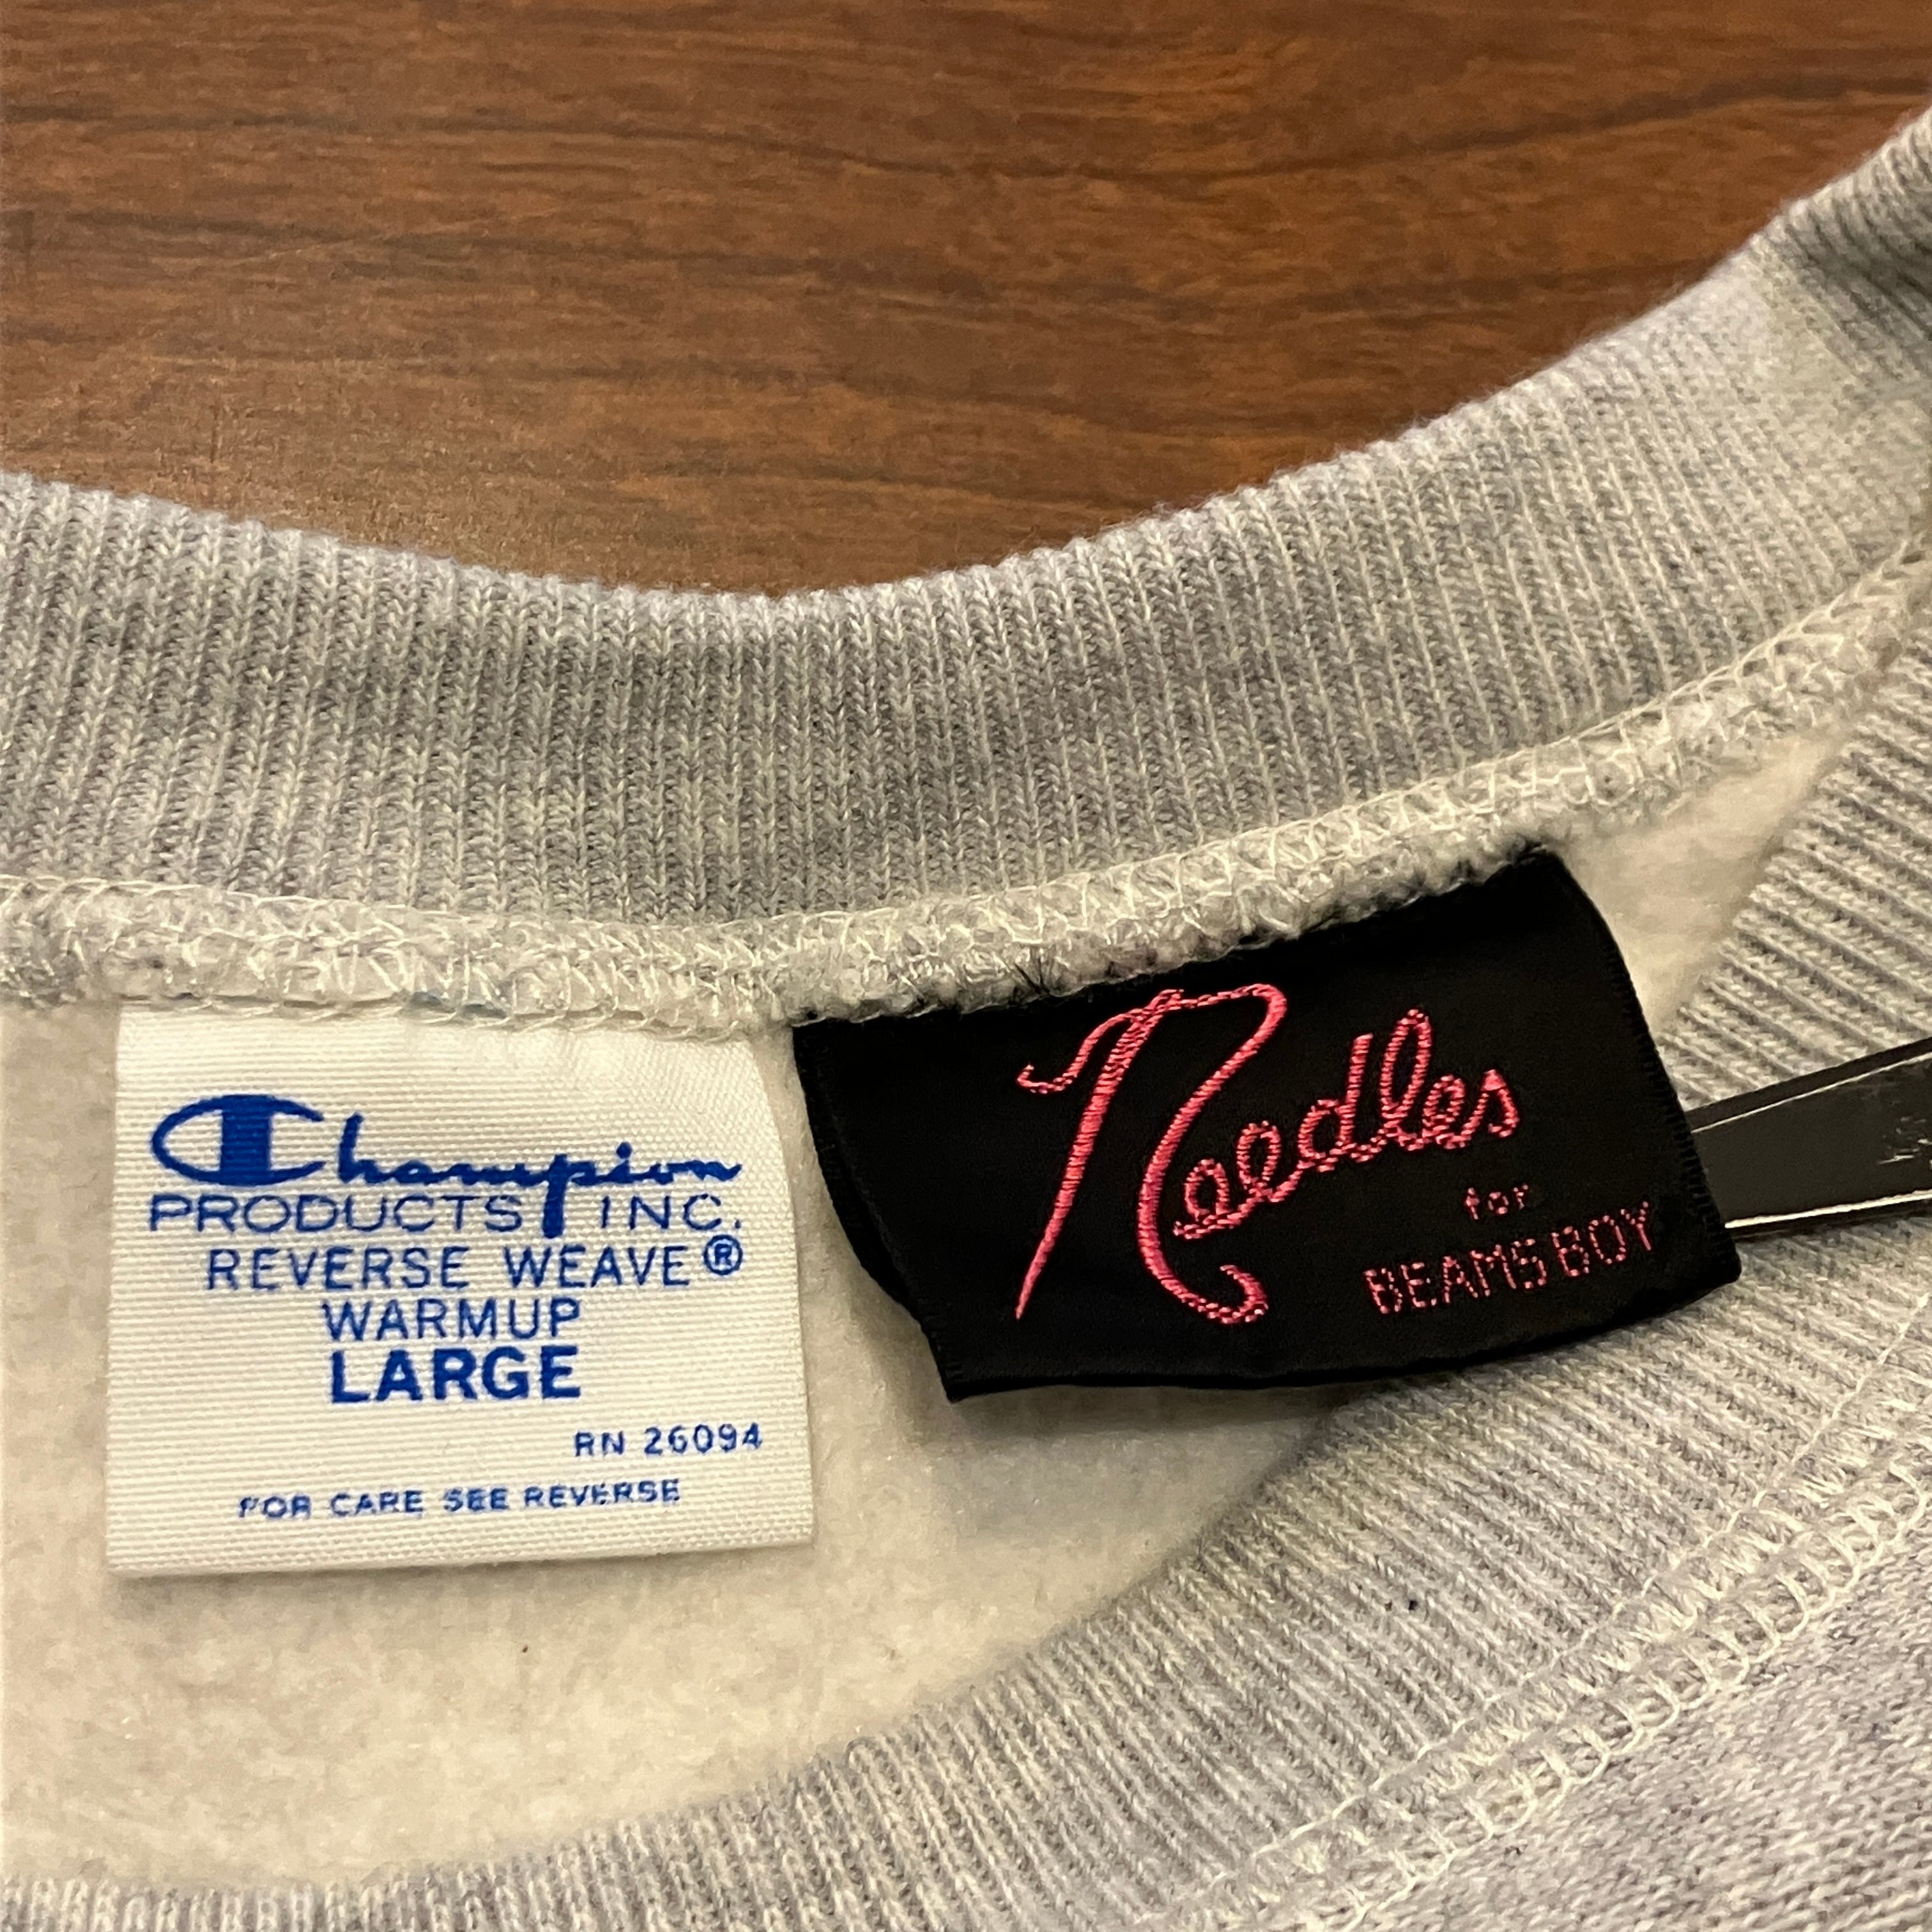 Champion
PRODUCTS INC.
REVERSE WEAVE®
WARMUP
LARGE
RN 26094
FOR CARE SEE REVERSE
Needles
for
BEAMS BOY